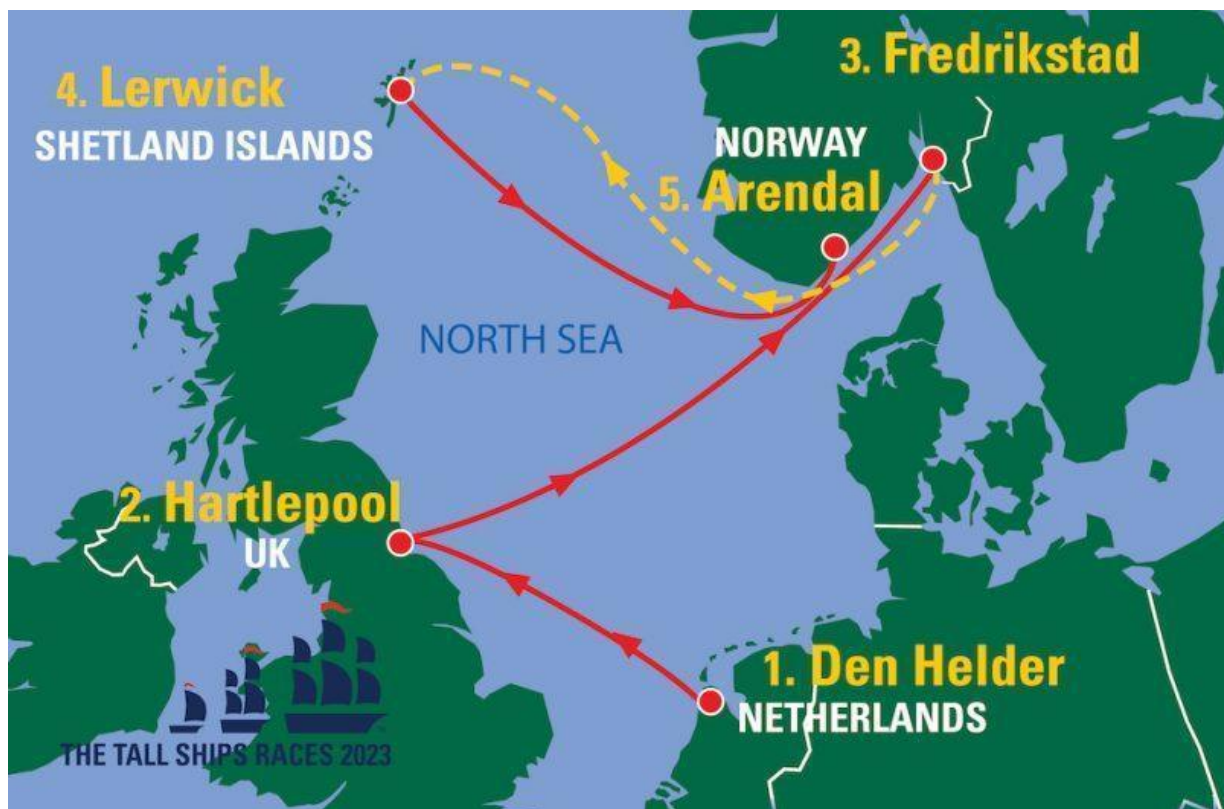 3. Fredrikstad
4. Lerwick
SHETLAND ISLANDS
NORWAY
5. Arendal
NORTH SEA
2. Hartlepool
UK
1. Den Helder
NETHERLANDS
THE TALL SHIPS RACES 2023